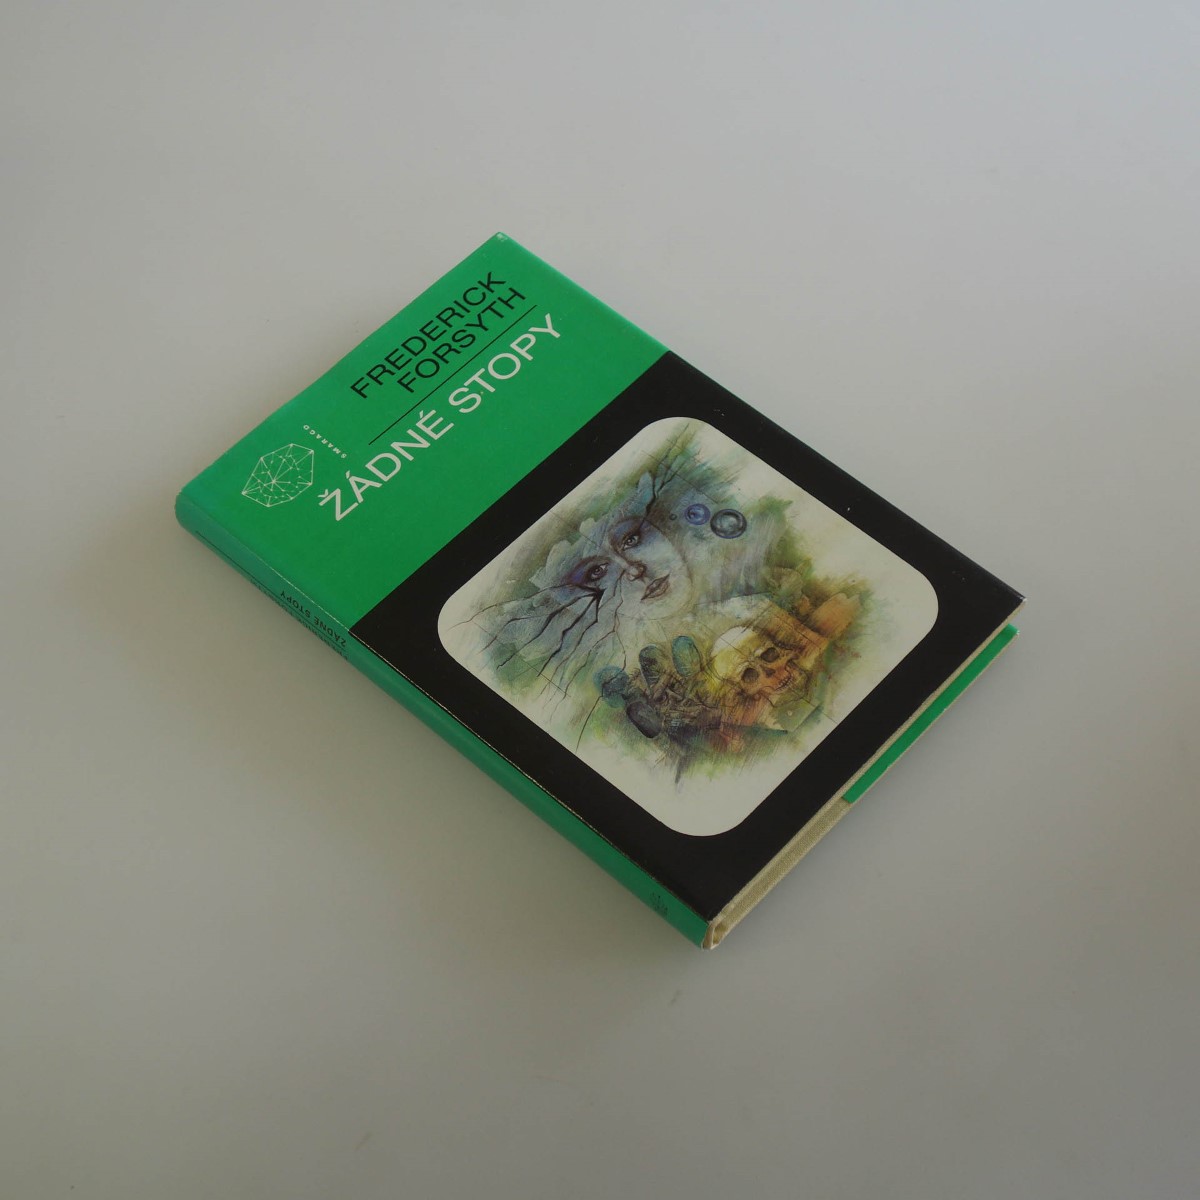 FREDERICK
FORSYTH
ŽÁDNÉ STOPY
SMARAGD
ŽÁDNÉ STOPY